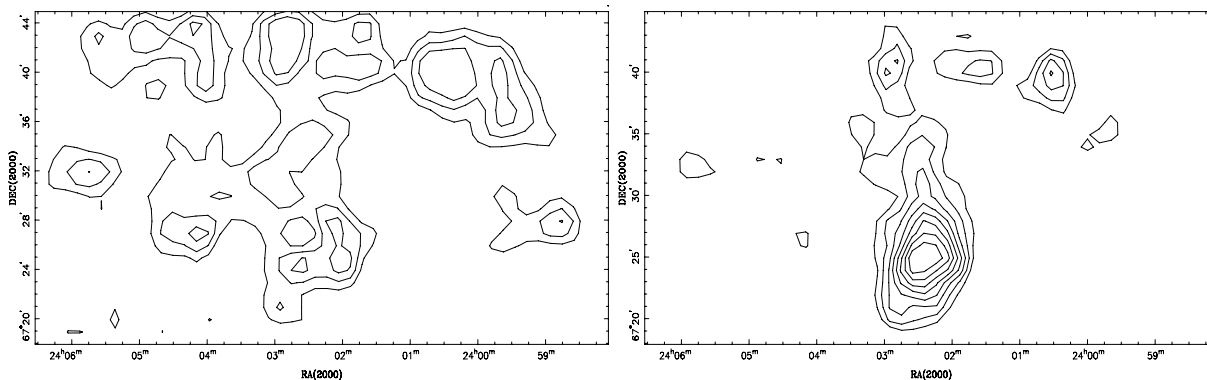 44′
40′
36′
32′
28′
24′
67°20′
DEC(2000)
24ʰ06ᵐ 05ᵐ 04ᵐ 03ᵐ 02ᵐ 01ᵐ 24ʰ00ᵐ 59ᵐ
RA(2000)
40′
35′
30′
25′
67°20′
DEC(2000)
24ʰ06ᵐ 05ᵐ 04ᵐ 03ᵐ 02ᵐ 01ᵐ 24ʰ00ᵐ 59ᵐ
RA(2000)